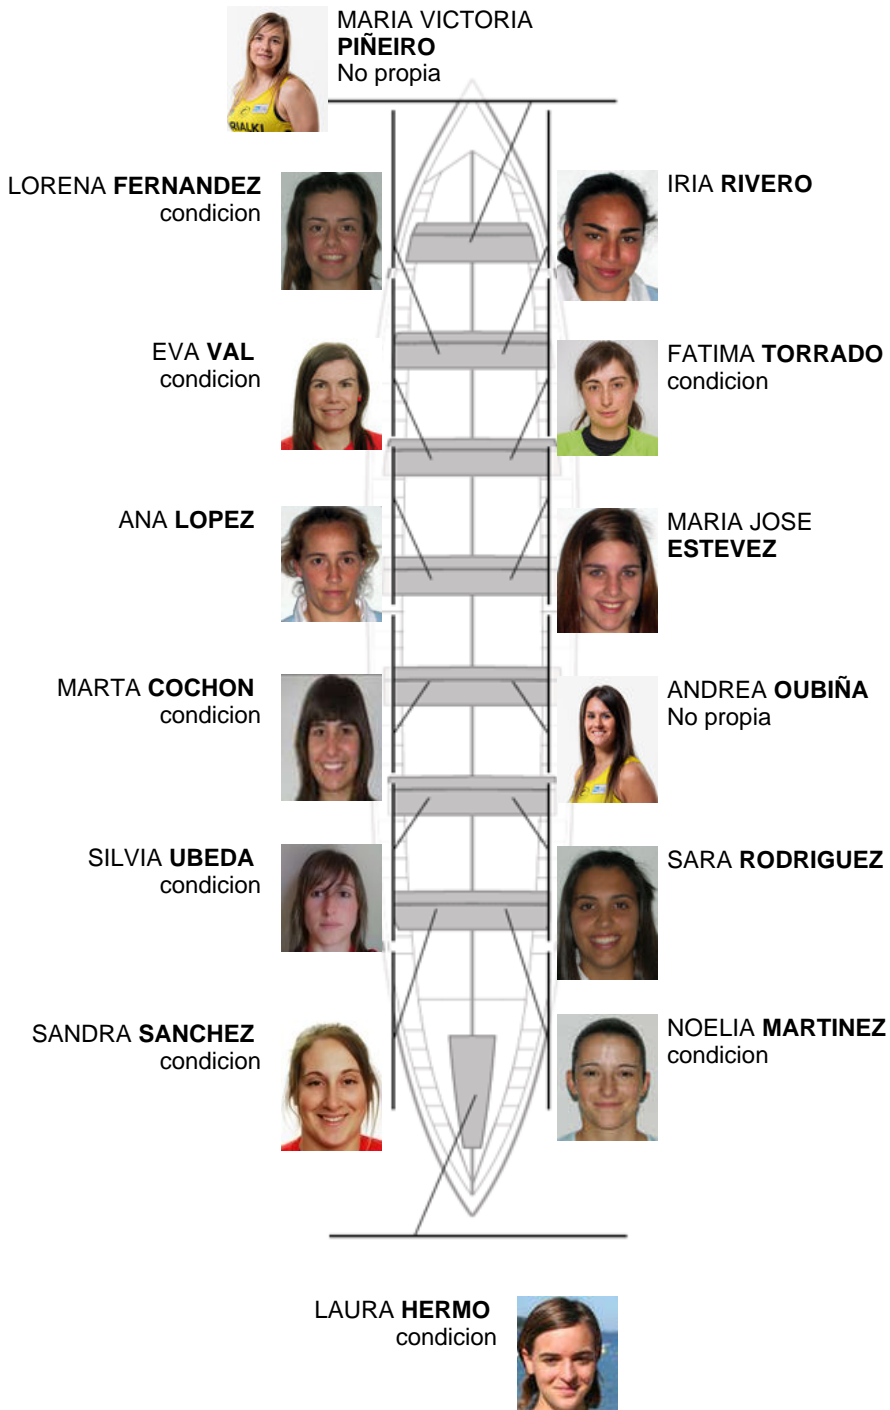 MARIA VICTORIA
PIÑEIRO
No propia
RIALKI
LORENA FERNANDEZ
condicion
IRIA RIVERO
EVA VAL
condicion
FATIMA TORRADO
condicion
ANA LOPEZ
MARIA JOSE
ESTEVEZ
MARTA COCHON
condicion
ANDREA OUBIÑA
No propia
SILVIA UBEDA
condicion
SARA RODRIGUEZ
SANDRA SANCHEZ
condicion
NOELIA MARTINEZ
condicion
LAURA HERMO
condicion